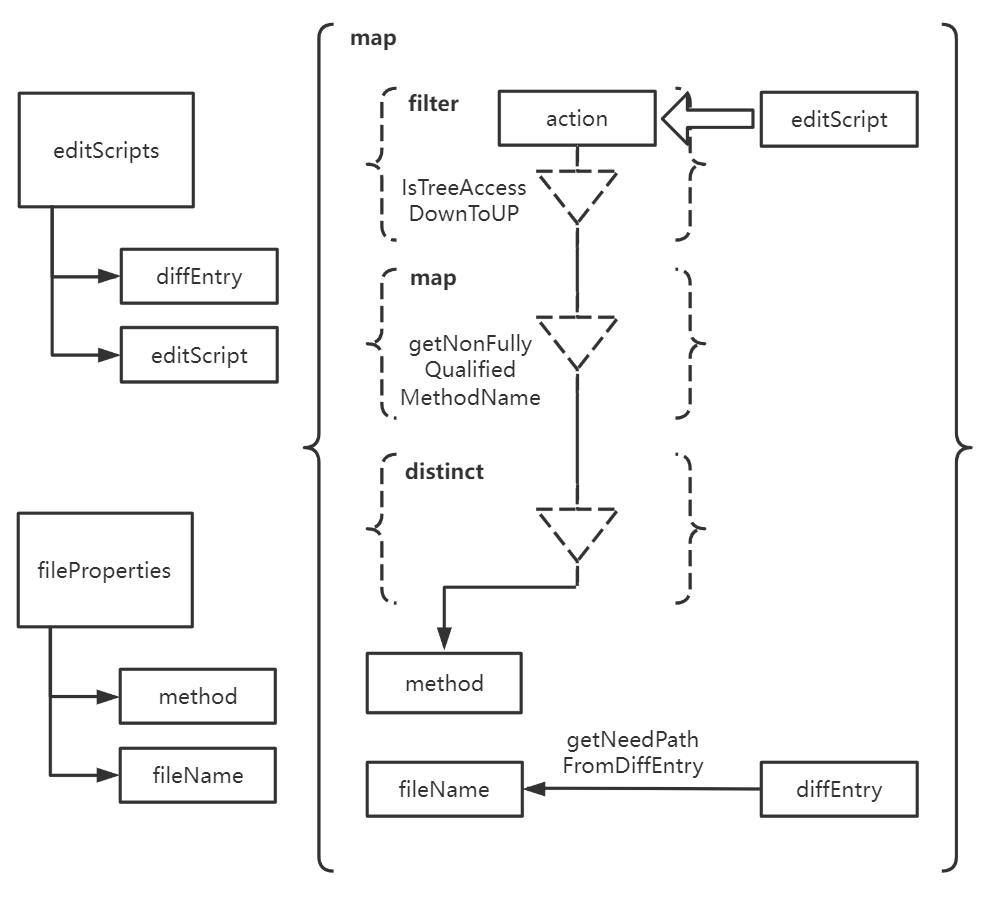 editScripts
diffEntry
editScript
fileProperties
method
fileName
map
filter
action
editScript
IsTreeAccess
DownToUP
map
getNonFully
Qualified
MethodName
distinct
method
getNeedPath
FromDiffEntry
fileName
diffEntry